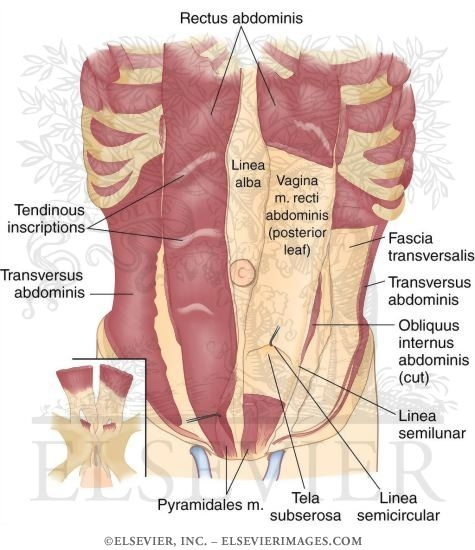 Rectus abdominis
Linea
alba
Vagina
m. recti
abdominis
(posterior
leaf)
Tendinous
inscriptions
Transversus
abdominis
Fascia
transversalis
Transversus
abdominis
Obliquus
internus
abdominis
(cut)
Linea
semilunar
Pyramidales m.
Tela
subserosa
Linea
semicircular
ELSEVIER
©ELSEVIER, INC. – ELSEVIERIMAGES.COM